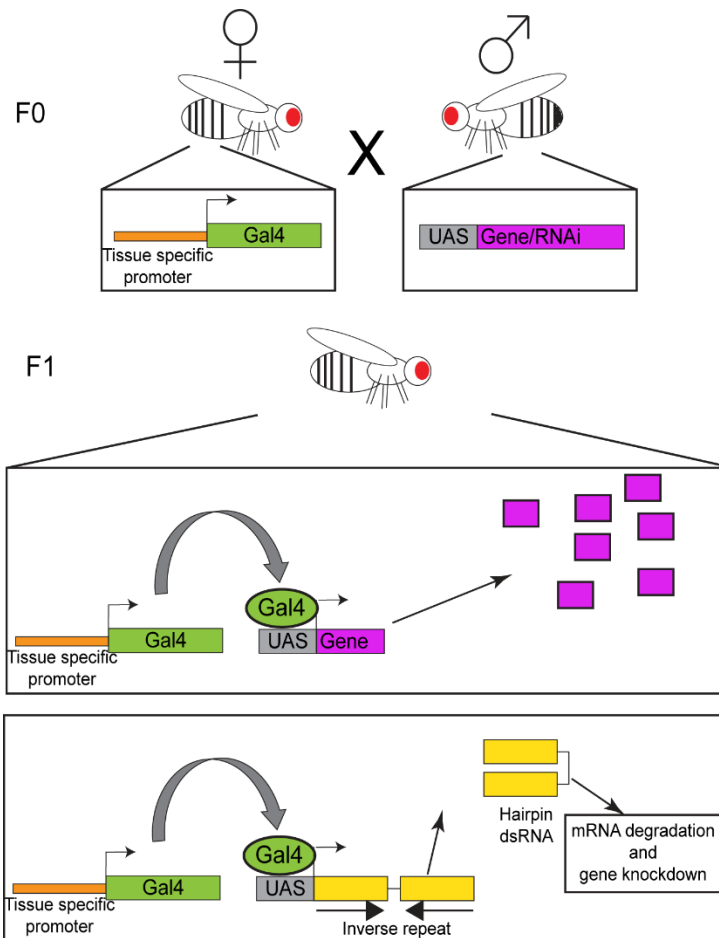 F0
X
Gal4
Tissue specific
promoter
UAS Gene/RNAi
F1
Gal4
Tissue specific
promoter
Gal4
UAS Gene
Gal4
Tissue specific
promoter
Gal4
UAS
Inverse repeat
Hairpin
dsRNA
mRNA degradation
and
gene knockdown